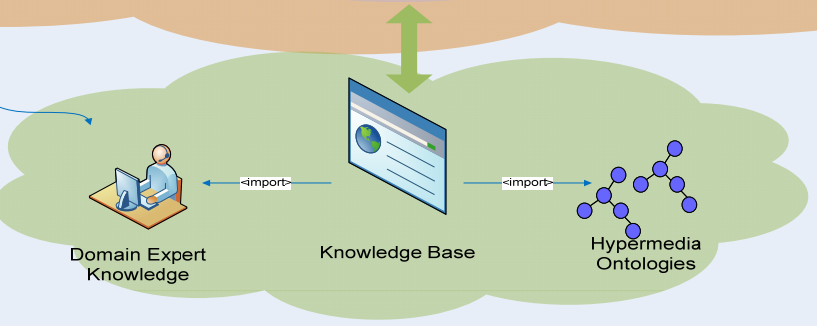 <import>
<import>
Domain Expert
Knowledge
Knowledge Base
Hypermedia
Ontologies